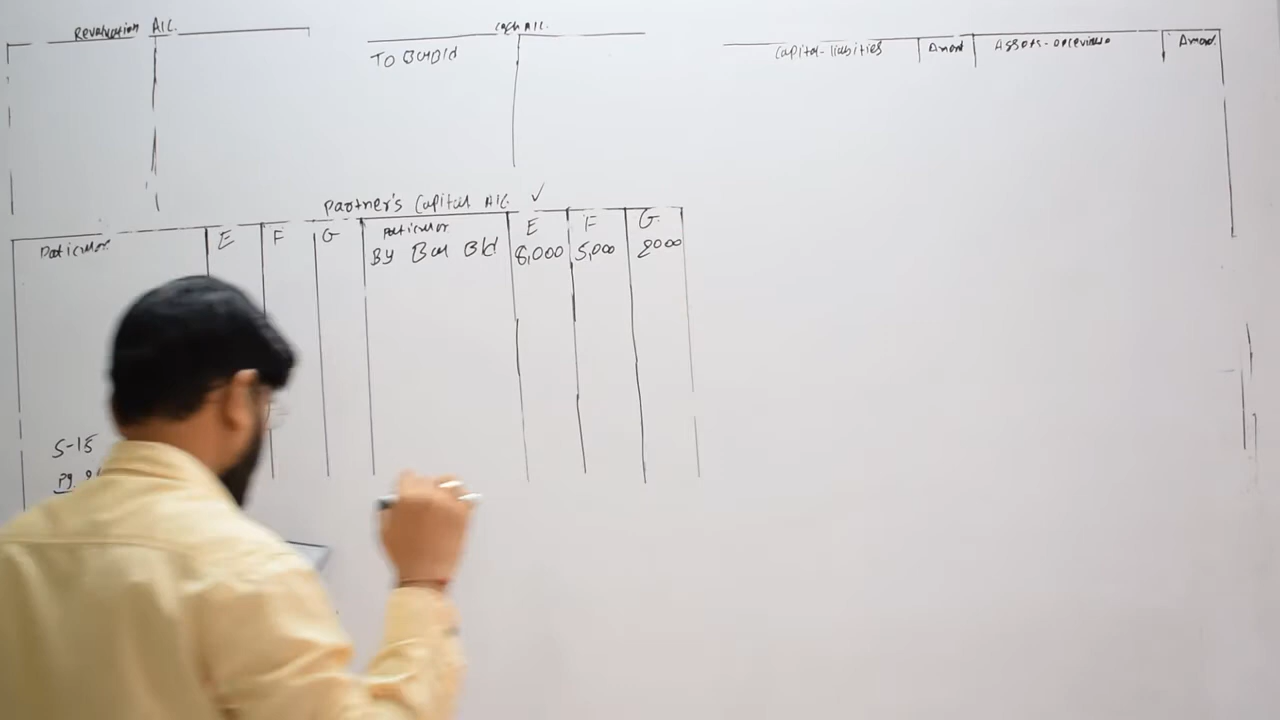 Revaluation A/C.
Cash A/C.
To Bal B/d
Capital-liabilities Amount Assets- Amount
Partner's Capital A/C. ✓
Particular E F G Particular E F G
By Bal B/d 8,000 5,000 2000
S-15
Pg.